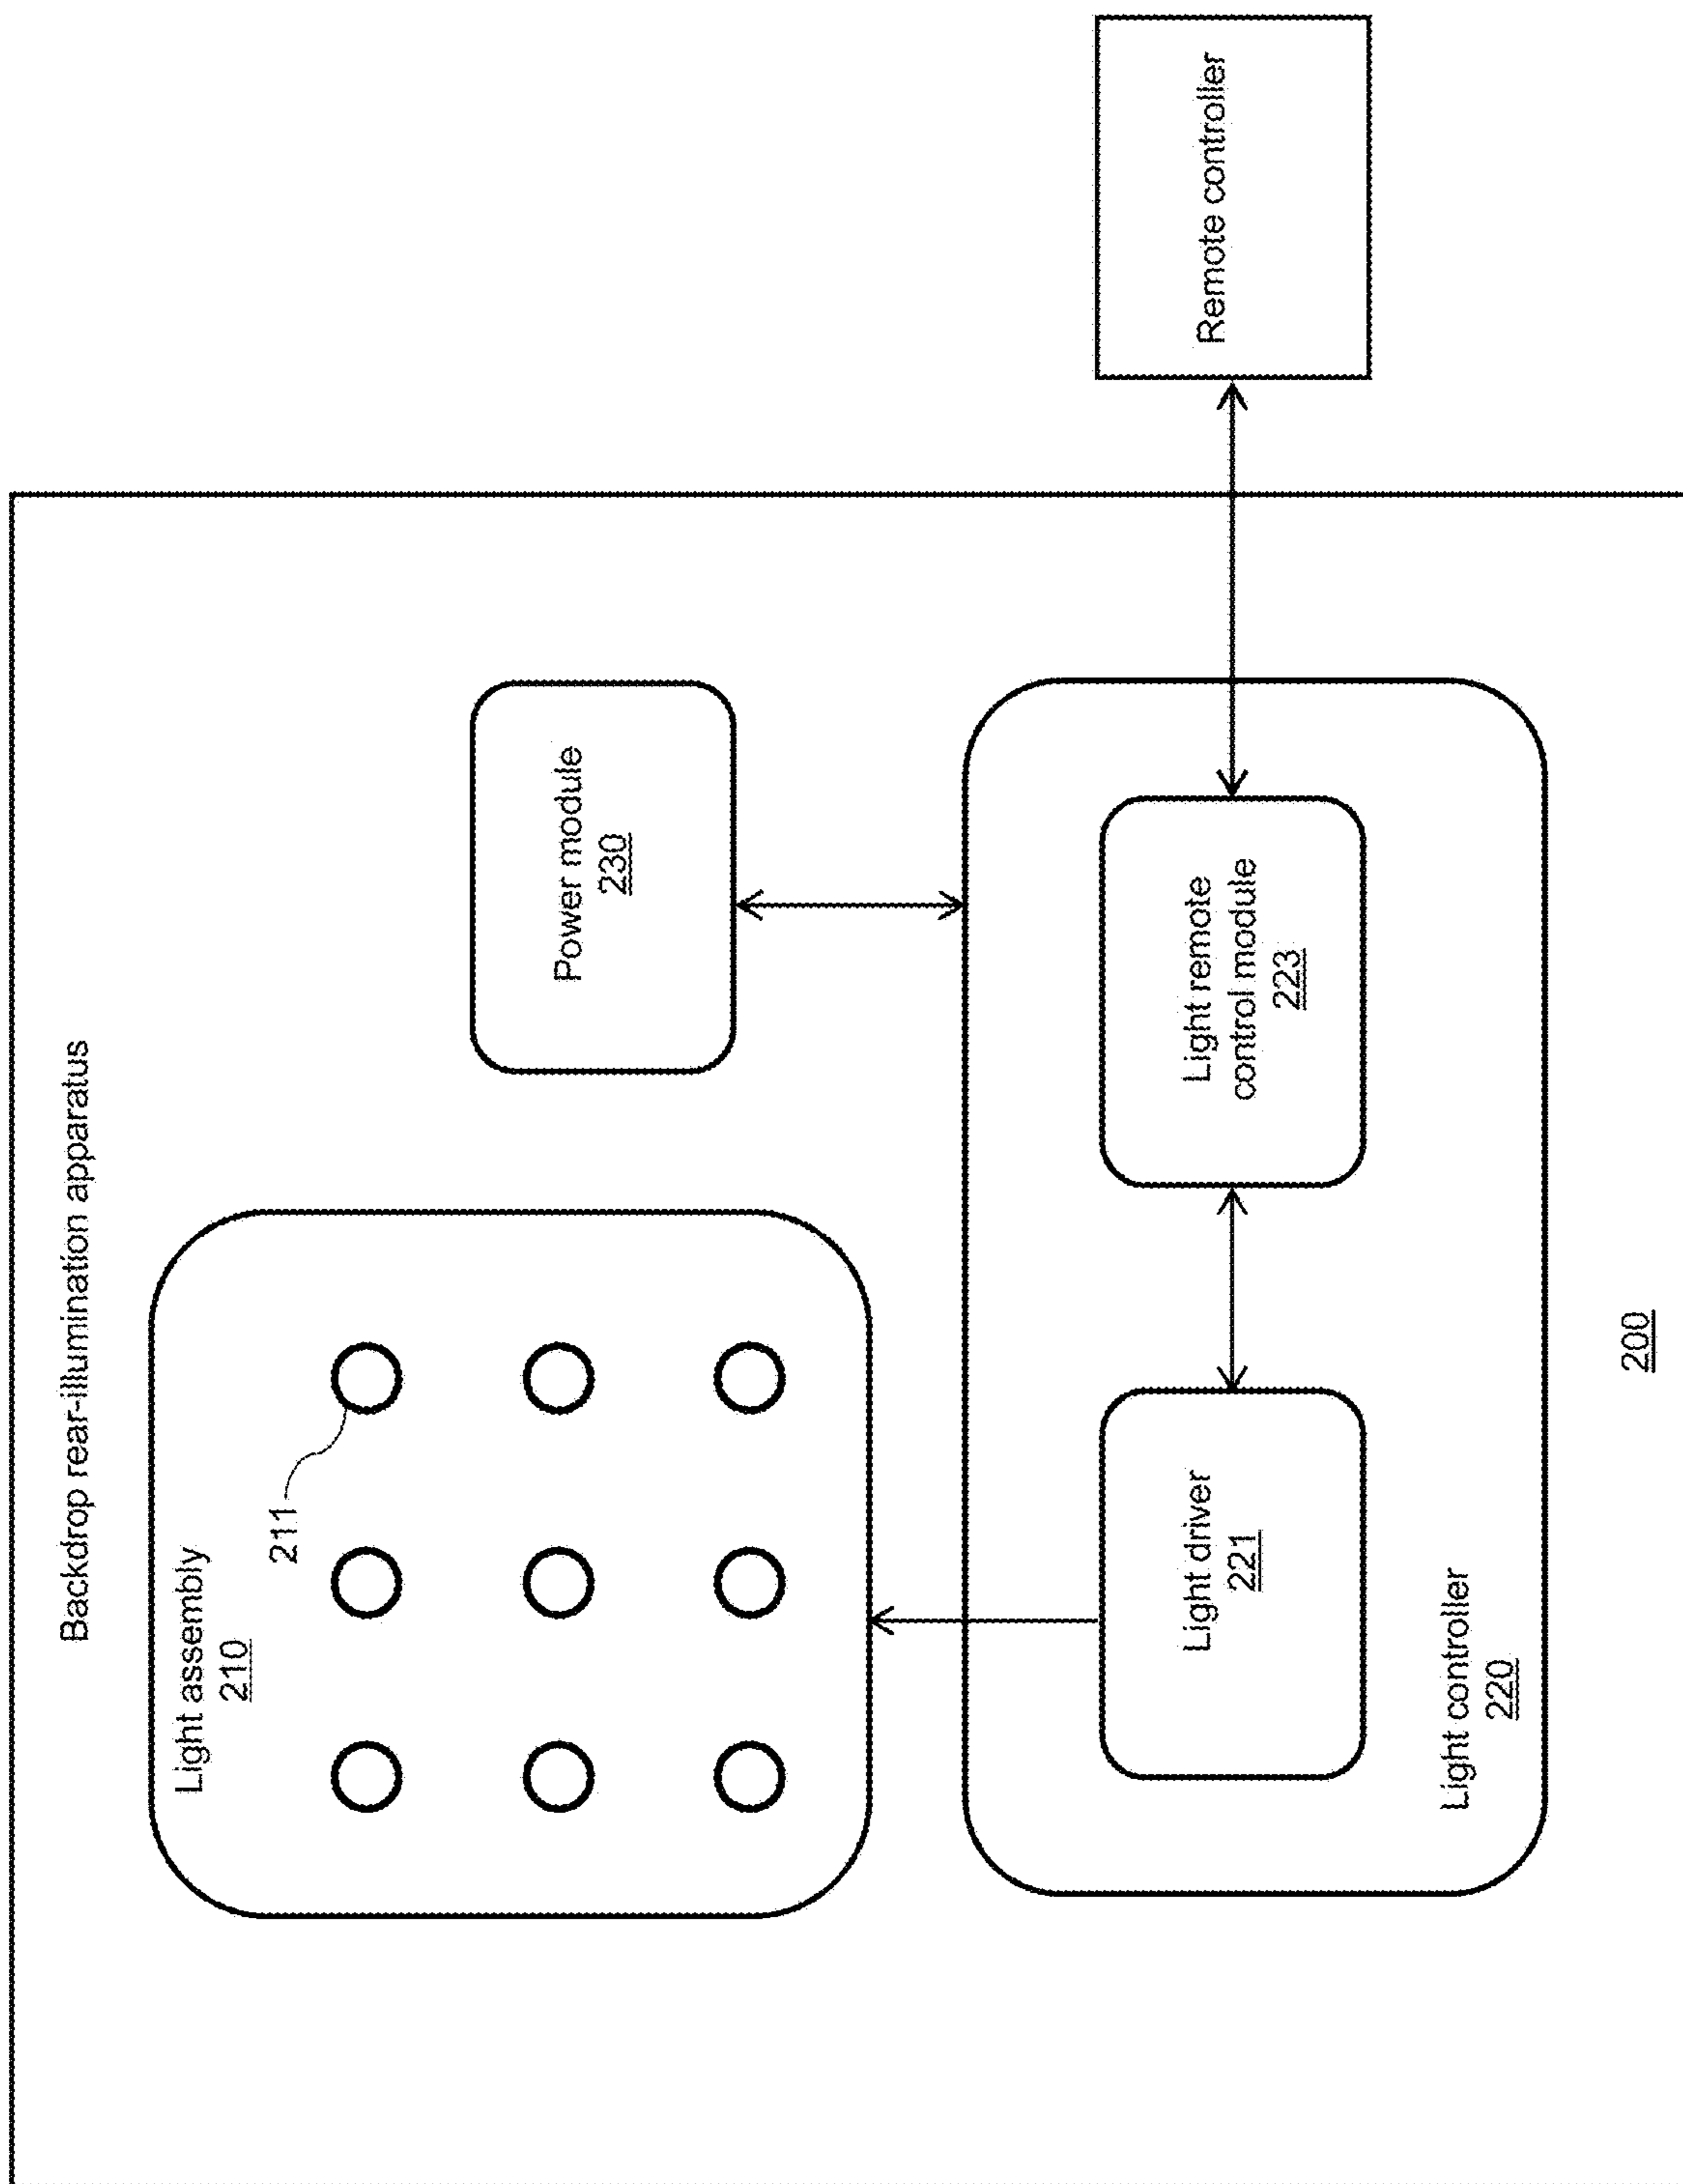 Backdrop rear-illumination apparatus
Light assembly
210
211
Power module
230
Light driver
221
Light remote
control module
223
Light controller
220
Remote controller
200